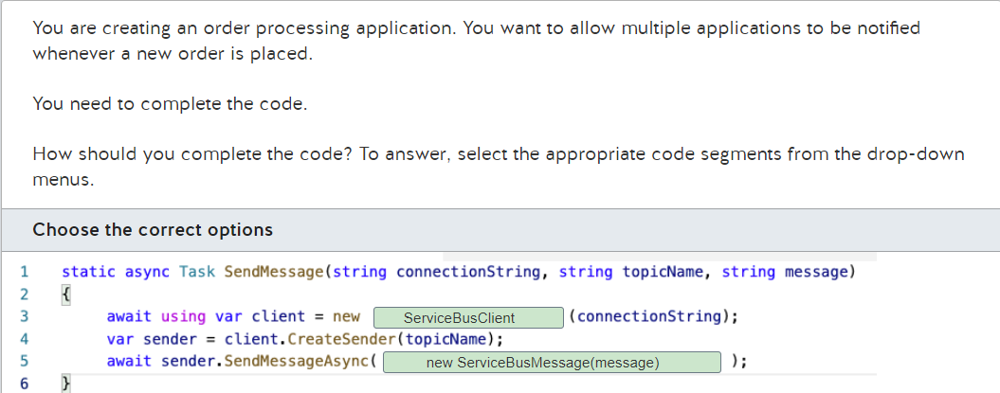 You are creating an order processing application. You want to allow multiple applications to be notified
whenever a new order is placed.
You need to complete the code.
How should you complete the code? To answer, select the appropriate code segments from the drop-down
menus.
Choose the correct options
1 static async Task SendMessage(string connectionString, string topicName, string message)
2 {
3 await using var client = new ServiceBusClient (connectionString);
4 var sender = client.CreateSender(topicName);
5 await sender.SendMessageAsync( new ServiceBusMessage(message) );
6 }